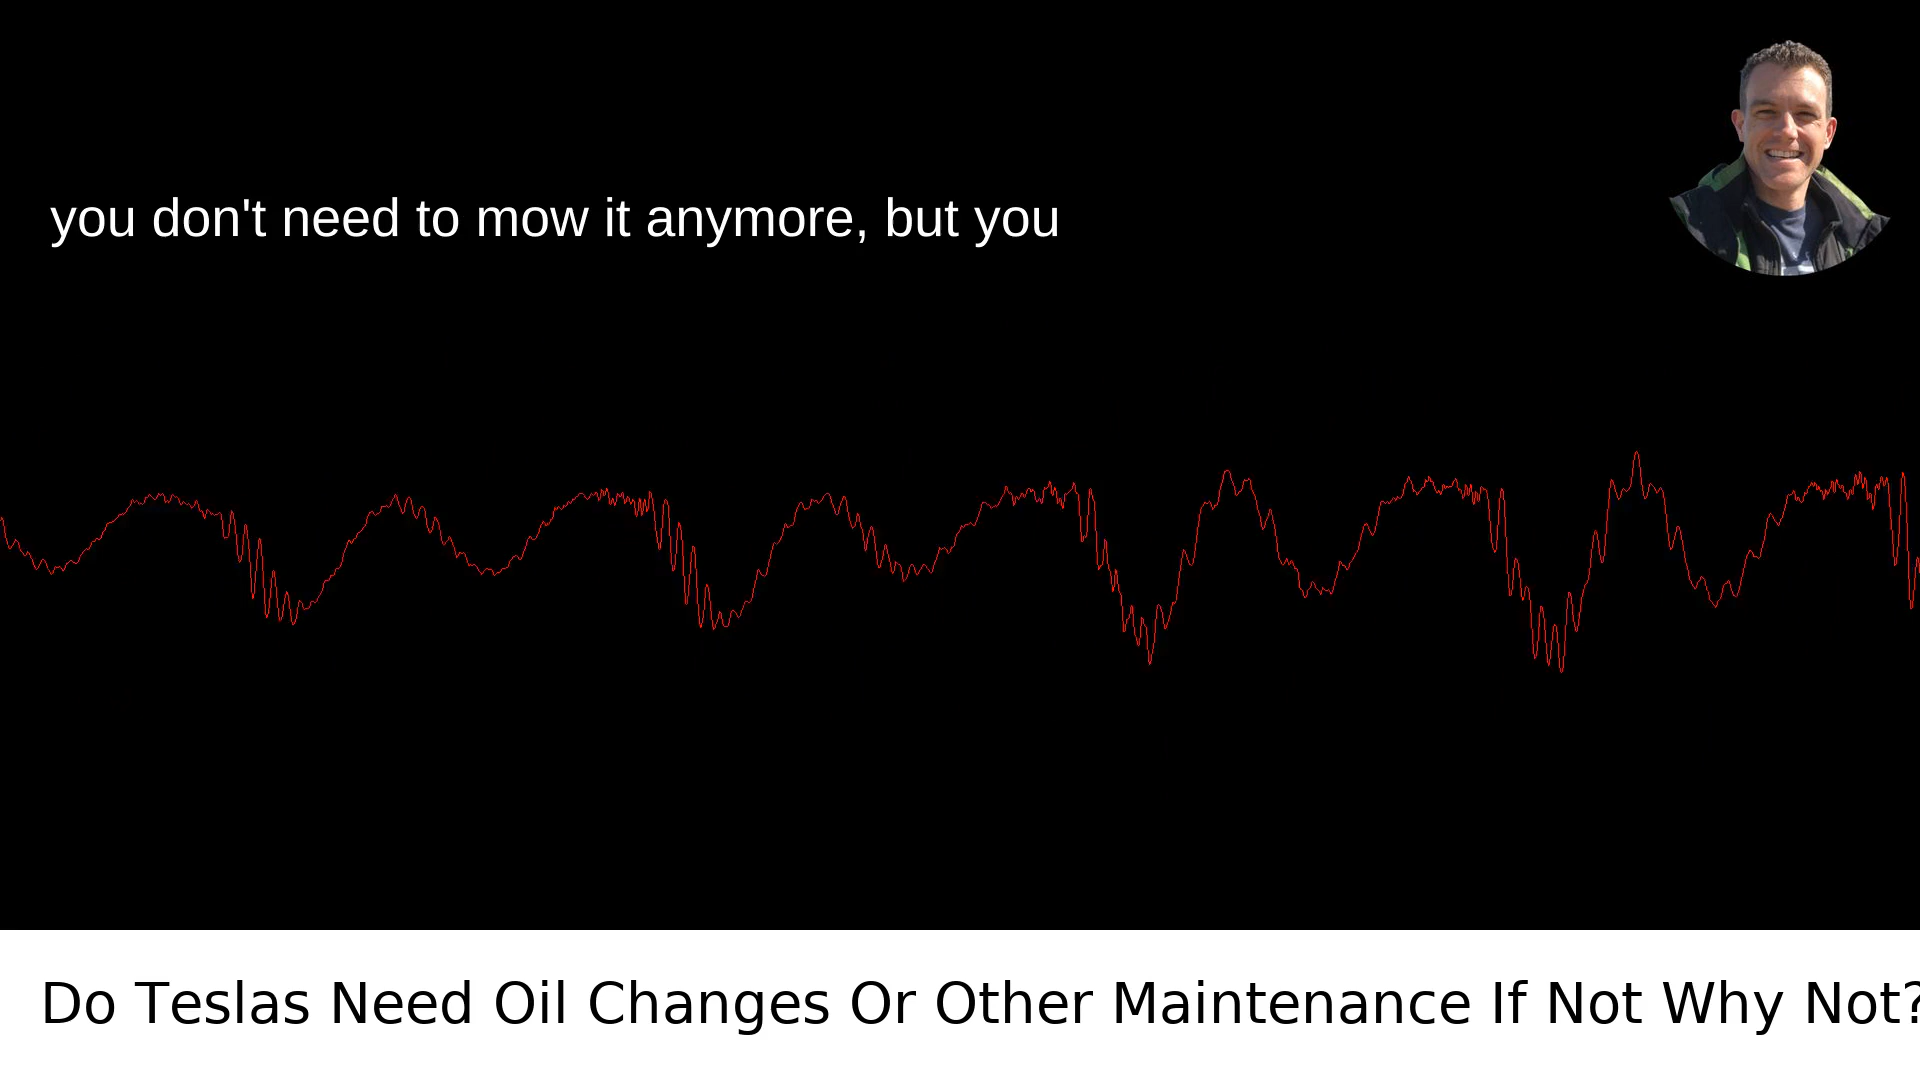 you don't need to mow it anymore, but you
Do Teslas Need Oil Changes Or Other Maintenance If Not Why Not?